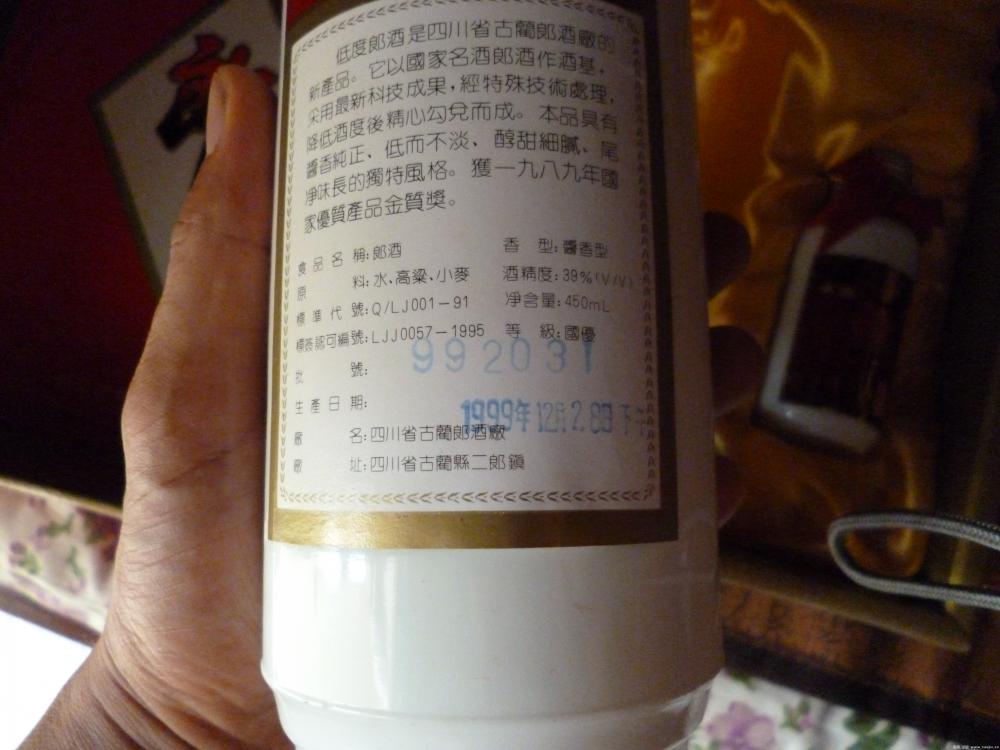 低度郎酒是四川省古藺郎酒廠的
新產品。它以國家名酒郎酒作酒基，
采用最新科技成果，經特殊技術處理，
降低酒度後精心勾兌而成。本品具有
醬香純正、低而不淡、醇甜細膩、尾
凈味長的獨特風格。獲一九八九年國
家優質產品金質獎。
食品名稱:郎酒 香型:醬香型
原料:水、高粱、小麥 酒精度:39%(V/V)
標準代號:Q/LJ001-91 凈含量:450mL
標簽認可編號:LJJ0057-1995 等級:國優
批號: 992031
生產日期: 1999年12月28日下午
廠名:四川省古藺郎酒廠
廠址:四川省古藺縣二郎鎮